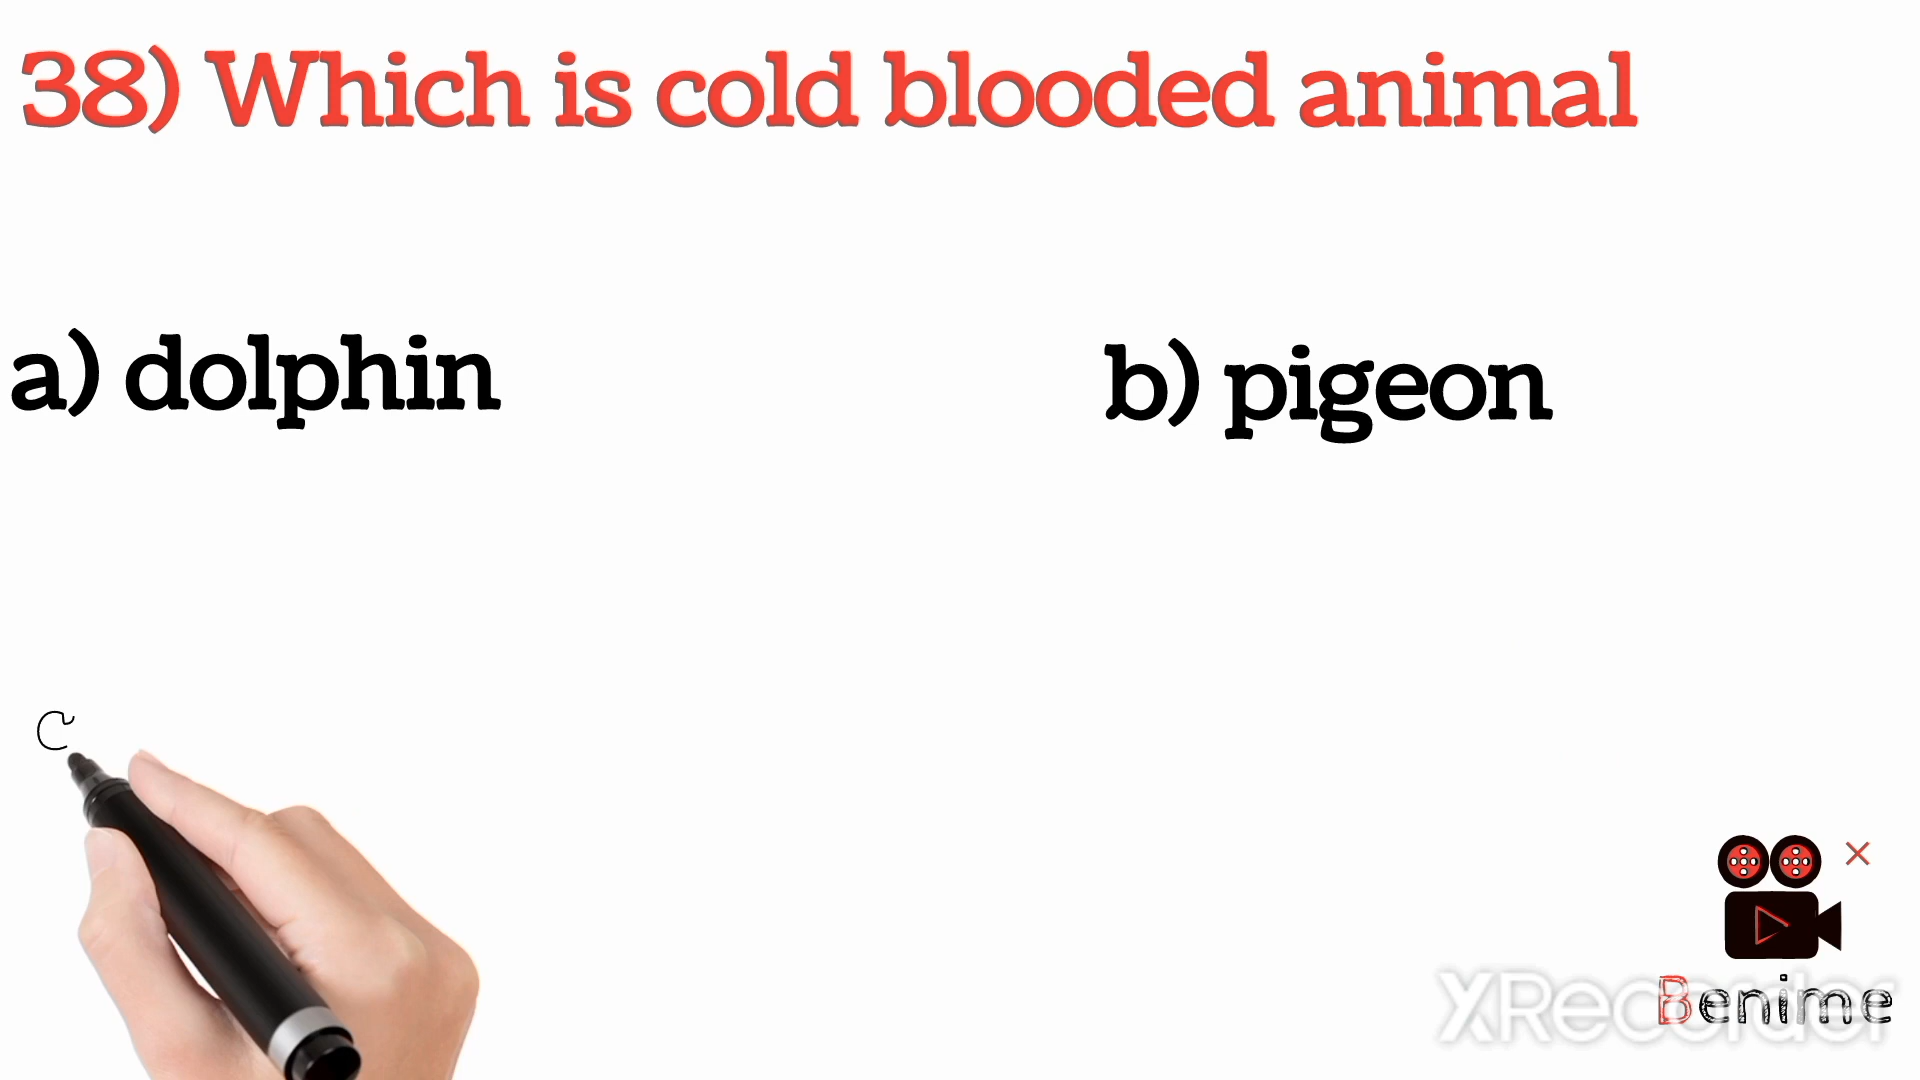 38) Which is cold blooded animal
a) dolphin
b) pigeon
c
XRecorder
Benime